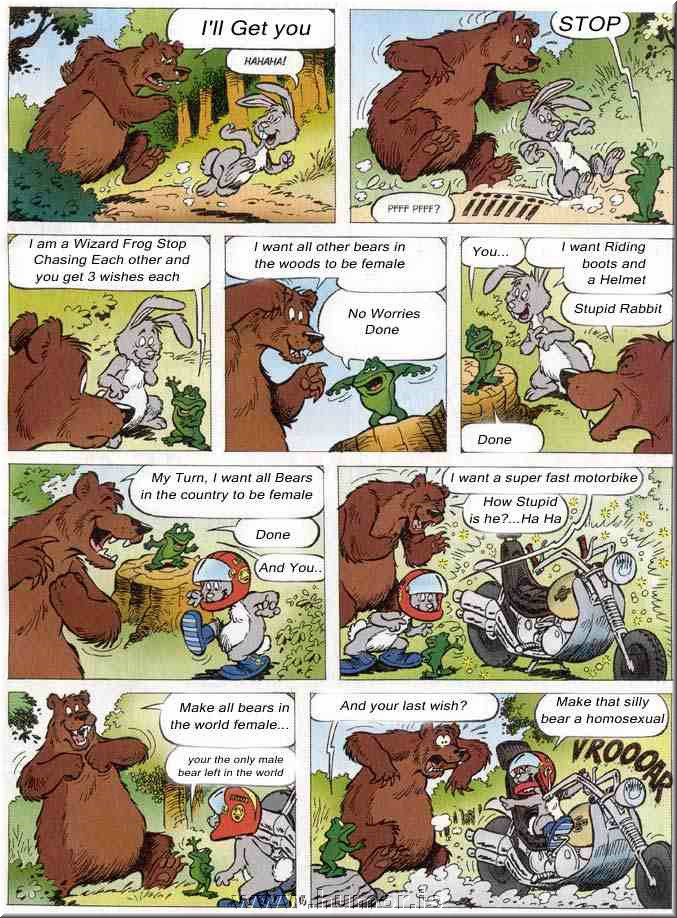 I'll Get you
HAHAHA!
STOP
PFFF PFFF?
I am a Wizard Frog Stop
Chasing Each other and
you get 3 wishes each
I want all other bears in
the woods to be female
No Worries
Done
You...
I want Riding
boots and
a Helmet
Stupid Rabbit
Done
My Turn, I want all Bears
in the country to be female
Done
And You..
I want a super fast motorbike
How Stupid
is he?...Ha Ha
Make all bears in
the world female...
your the only male
bear left in the world
And your last wish?
Make that silly
bear a homosexual
VROOOAR